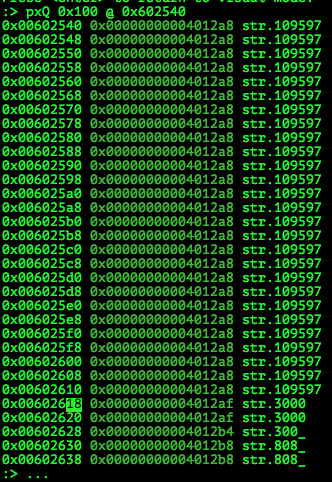 :> pxQ 0x100 @ 0x602540
0x00602540 0x00000000004012a8 str.109597
0x00602548 0x00000000004012a8 str.109597
0x00602550 0x00000000004012a8 str.109597
0x00602558 0x00000000004012a8 str.109597
0x00602560 0x00000000004012a8 str.109597
0x00602568 0x00000000004012a8 str.109597
0x00602570 0x00000000004012a8 str.109597
0x00602578 0x00000000004012a8 str.109597
0x00602580 0x00000000004012a8 str.109597
0x00602588 0x00000000004012a8 str.109597
0x00602590 0x00000000004012a8 str.109597
0x00602598 0x00000000004012a8 str.109597
0x006025a0 0x00000000004012a8 str.109597
0x006025a8 0x00000000004012a8 str.109597
0x006025b0 0x00000000004012a8 str.109597
0x006025b8 0x00000000004012a8 str.109597
0x006025c0 0x00000000004012a8 str.109597
0x006025c8 0x00000000004012a8 str.109597
0x006025d0 0x00000000004012a8 str.109597
0x006025d8 0x00000000004012a8 str.109597
0x006025e0 0x00000000004012a8 str.109597
0x006025e8 0x00000000004012a8 str.109597
0x006025f0 0x00000000004012a8 str.109597
0x006025f8 0x00000000004012a8 str.109597
0x00602600 0x00000000004012a8 str.109597
0x00602608 0x00000000004012a8 str.109597
0x00602610 0x00000000004012a8 str.109597
0x00602618 0x00000000004012af str.3000
0x00602620 0x00000000004012af str.3000
0x00602628 0x00000000004012b4 str.300_
0x00602630 0x00000000004012b8 str.808_
0x00602638 0x00000000004012b8 str.808_
:> ...